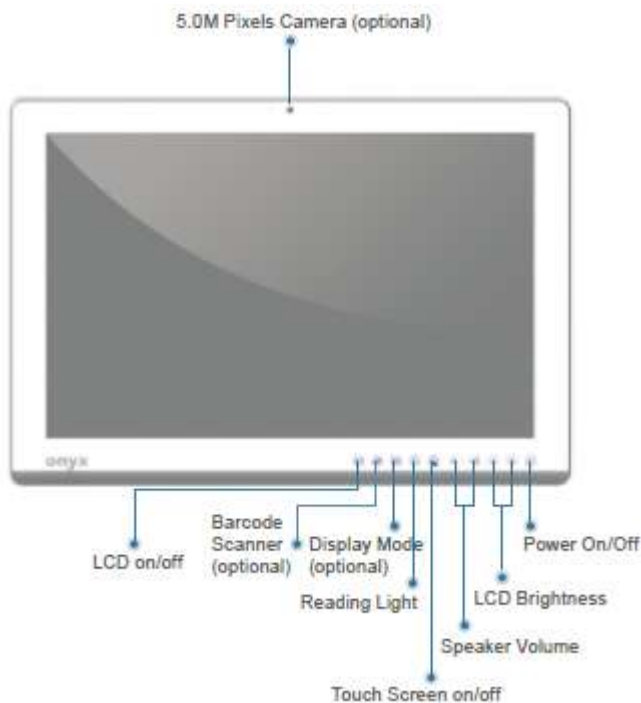 5.0M Pixels Camera (optional)
onyx
LCD on/off
Barcode
Scanner
(optional)
Display Mode
(optional)
Reading Light
Touch Screen on/off
Speaker Volume
LCD Brightness
Power On/Off